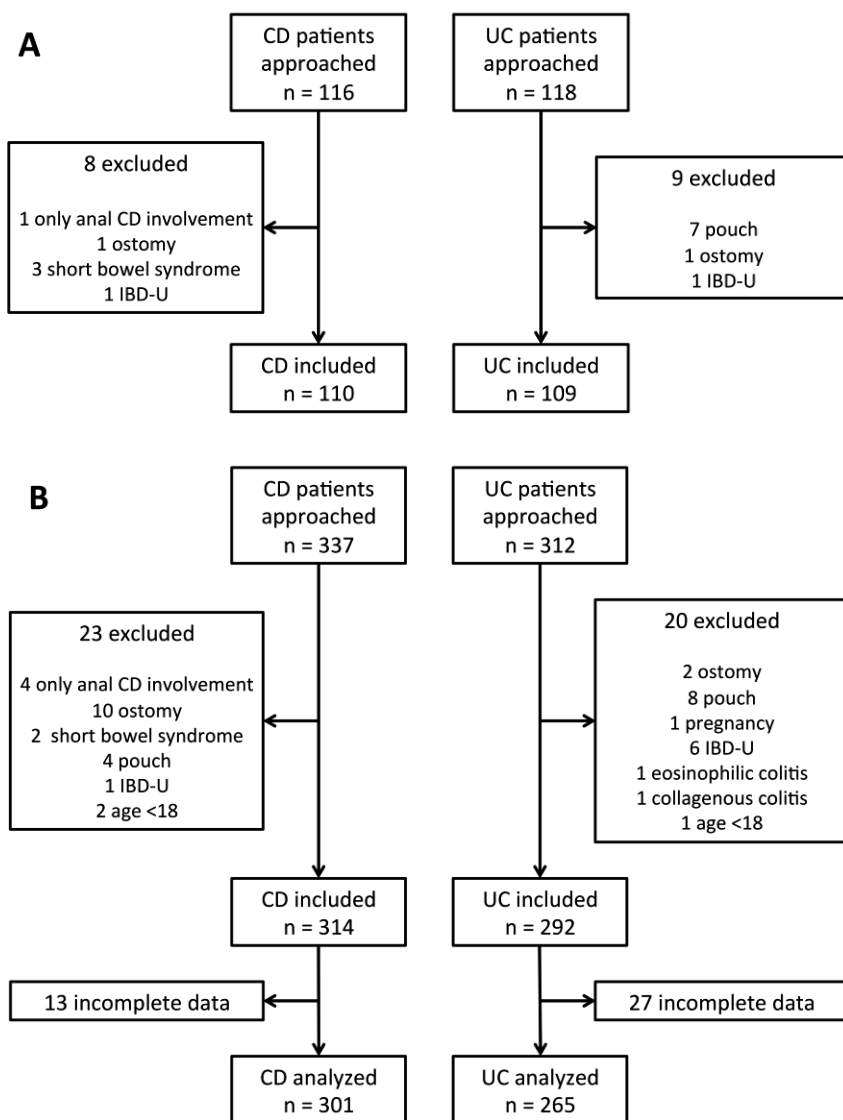 A
CD patients
approached
n = 116
UC patients
approached
n = 118
8 excluded
1 only anal CD involvement
1 ostomy
3 short bowel syndrome
1 IBD-U
9 excluded
7 pouch
1 ostomy
1 IBD-U
CD included
n = 110
UC included
n = 109
B
CD patients
approached
n = 337
UC patients
approached
n = 312
23 excluded
4 only anal CD involvement
10 ostomy
2 short bowel syndrome
4 pouch
1 IBD-U
2 age <18
20 excluded
2 ostomy
8 pouch
1 pregnancy
6 IBD-U
1 eosinophilic colitis
1 collagenous colitis
1 age <18
CD included
n = 314
UC included
n = 292
13 incomplete data
27 incomplete data
CD analyzed
n = 301
UC analyzed
n = 265